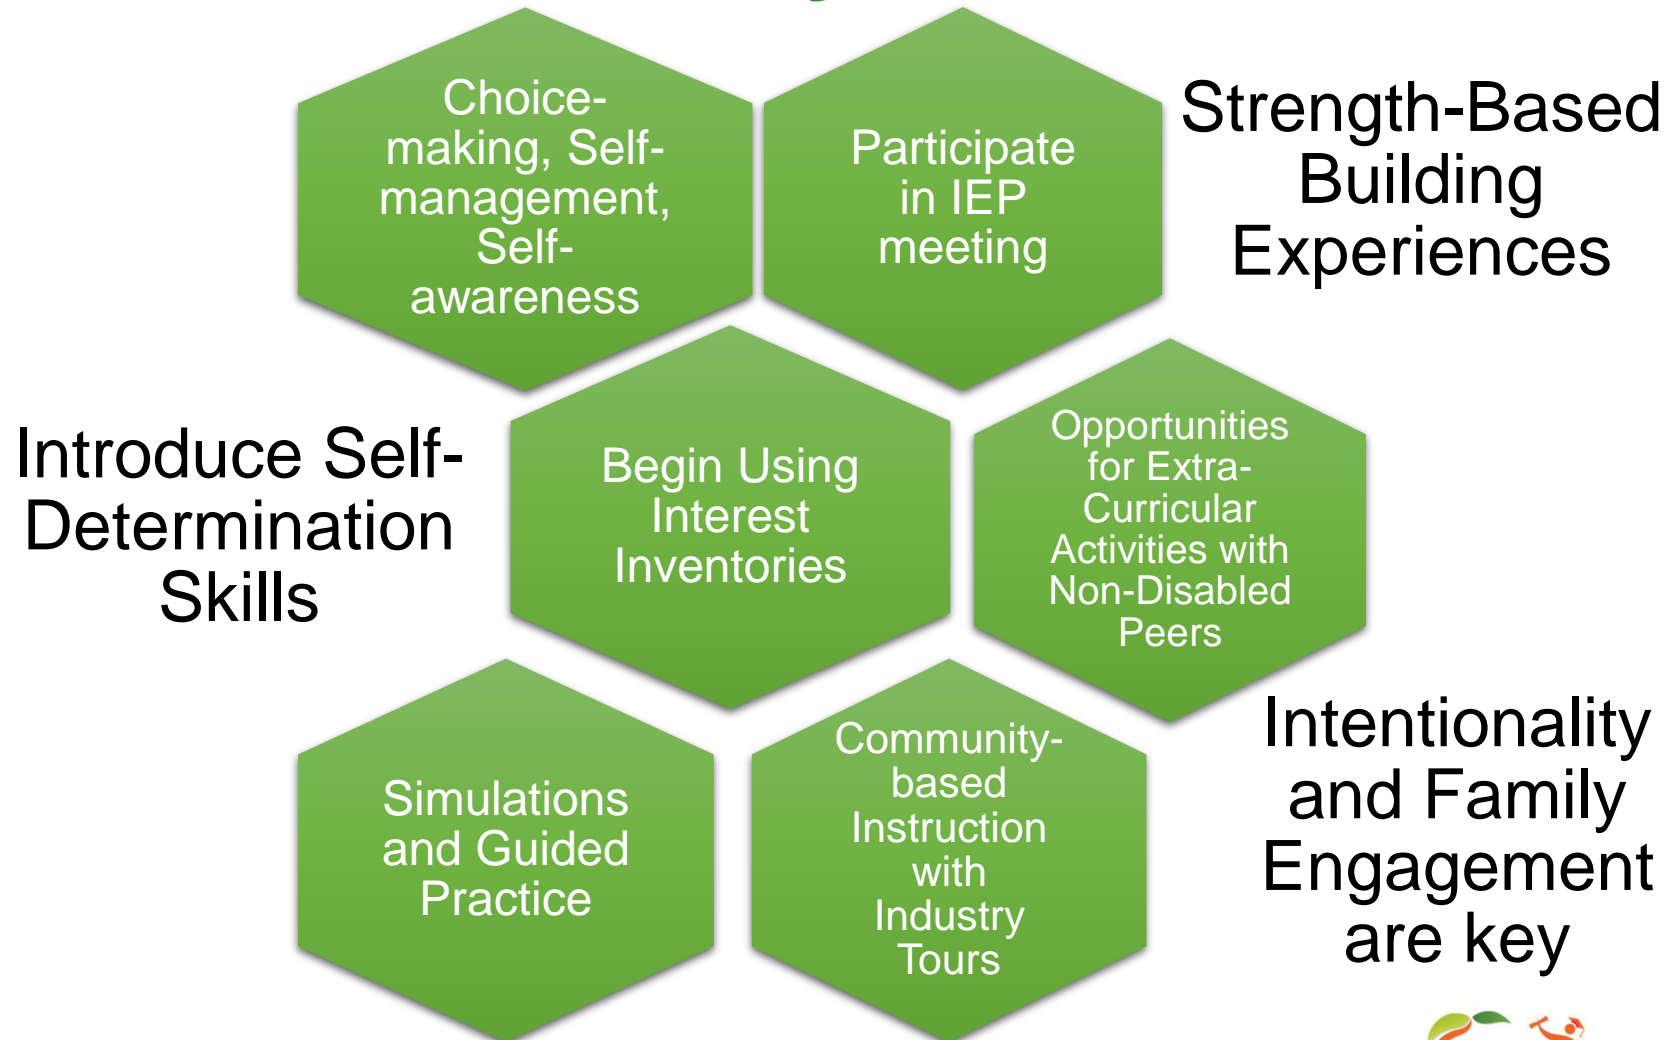 Choice-
making, Self-
management,
Self-
awareness
Participate
in IEP
meeting
Strength-Based
Building
Experiences
Introduce Self-
Determination
Skills
Begin Using
Interest
Inventories
Opportunities
for Extra-
Curricular
Activities with
Non-Disabled
Peers
Simulations
and Guided
Practice
Community-
based
Instruction
with
Industry
Tours
Intentionality
and Family
Engagement
are key